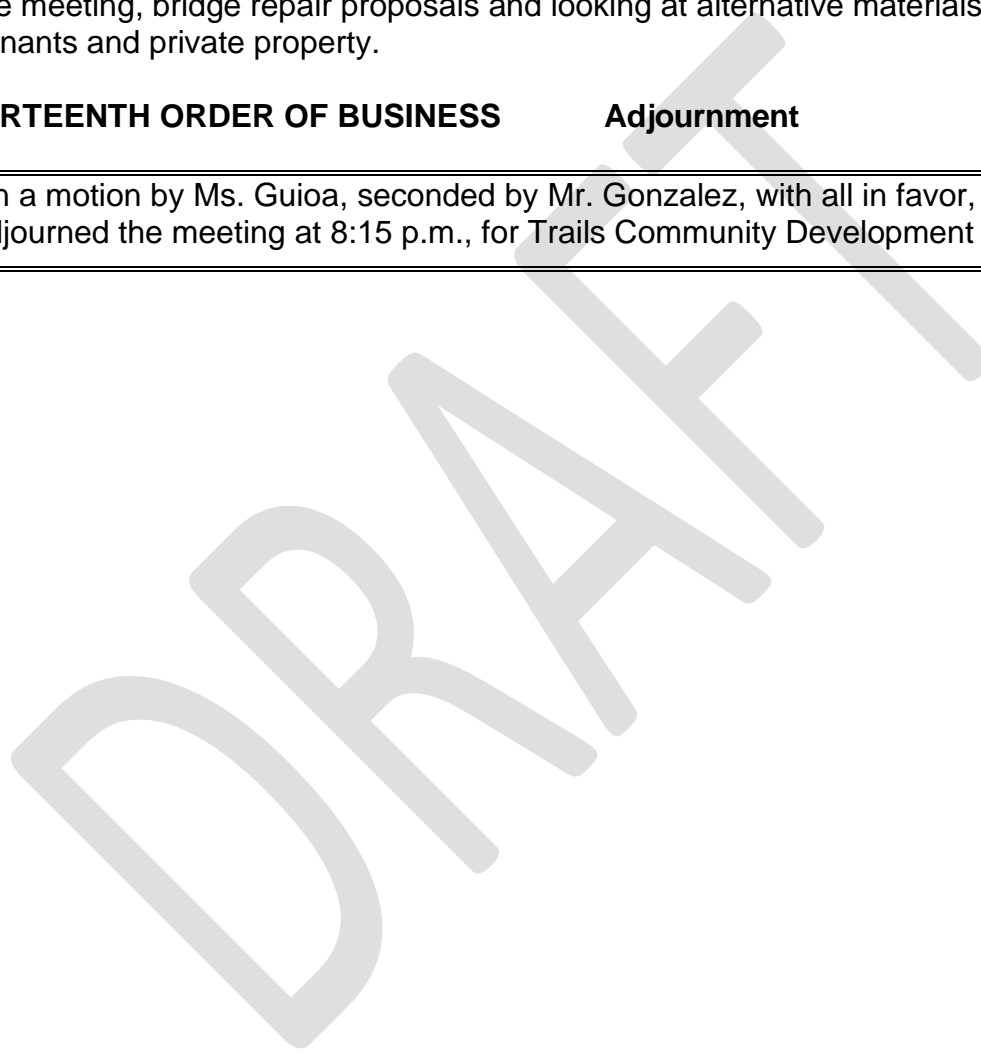 e meeting, bridge repair proposals and looking at alternative materials
nants and private property.
RTEENTH ORDER OF BUSINESS Adjournment
n a motion by Ms. Guioa, seconded by Mr. Gonzalez, with all in favor,
djourned the meeting at 8:15 p.m., for Trails Community Development
DRAFT